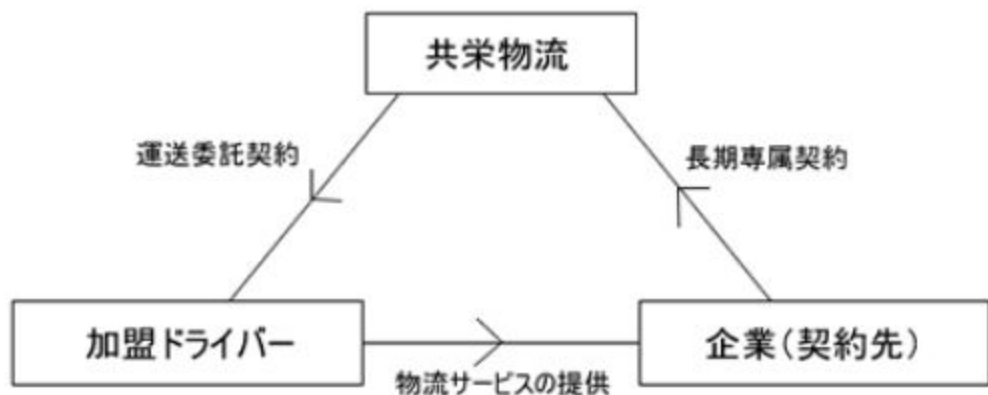 共栄物流
運送委託契約
長期専属契約
加盟ドライバー
企業(契約先)
物流サービスの提供